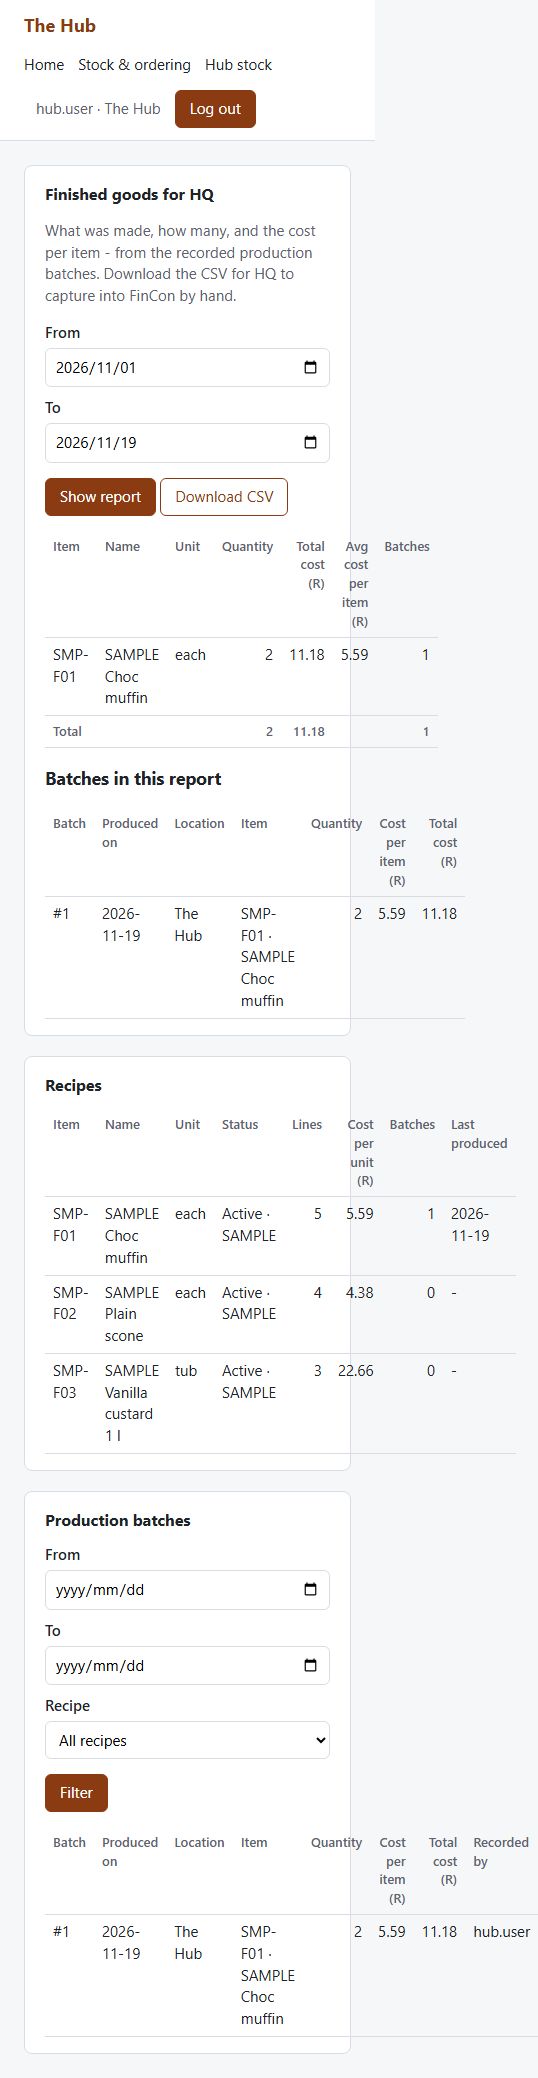 The Hub
Home Stock & ordering Hub stock
hub.user · The Hub Log out
Finished goods for HQ
What was made, how many, and the cost
per item - from the recorded production
batches. Download the CSV for HQ to
capture into FinCon by hand.
From
2026/11/01
To
2026/11/19
Show report Download CSV
Item Name Unit Quantity Total cost (R) Avg cost per item (R) Batches
SMP-F01 SAMPLE Choc muffin each 2 11.18 5.59 1
Total 2 11.18 1
Batches in this report
Batch Produced on Location Item Quantity Cost per item (R) Total cost (R)
#1 2026-11-19 The Hub SMP-F01 · SAMPLE Choc muffin 2 5.59 11.18
Recipes
Item Name Unit Status Lines Cost per unit (R) Batches Last produced
SMP-F01 SAMPLE Choc muffin each Active · SAMPLE 5 5.59 1 2026-11-19
SMP-F02 SAMPLE Plain scone each Active · SAMPLE 4 4.38 0 -
SMP-F03 SAMPLE Vanilla custard 1 l tub Active · SAMPLE 3 22.66 0 -
Production batches
From
yyyy/mm/dd
To
yyyy/mm/dd
Recipe
All recipes
Filter
Batch Produced on Location Item Quantity Cost per item (R) Total cost (R) Recorded by
#1 2026-11-19 The Hub SMP-F01 · SAMPLE Choc muffin 2 5.59 11.18 hub.user